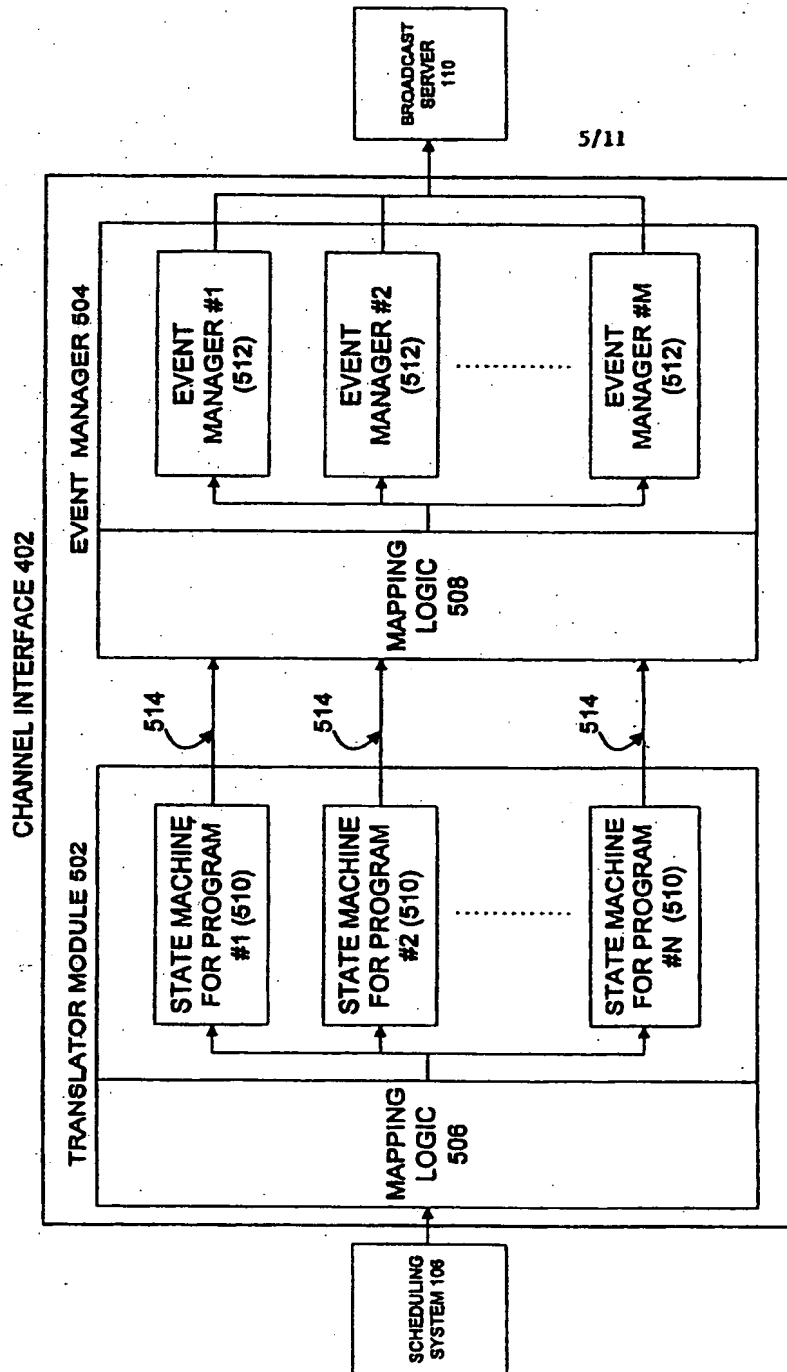 CHANNEL INTERFACE 402
TRANSLATOR MODULE 502
EVENT MANAGER 504
SCHEDULING
SYSTEM 106
MAPPING
LOGIC
506
STATE MACHINE
FOR PROGRAM
#1 (510)
STATE MACHINE
FOR PROGRAM
#2 (510)
STATE MACHINE
FOR PROGRAM
#N (510)
514
514
514
MAPPING
LOGIC
508
EVENT
MANAGER #1
(512)
EVENT
MANAGER #2
(512)
EVENT
MANAGER #M
(512)
BROADCAST
SERVER
110
5/11